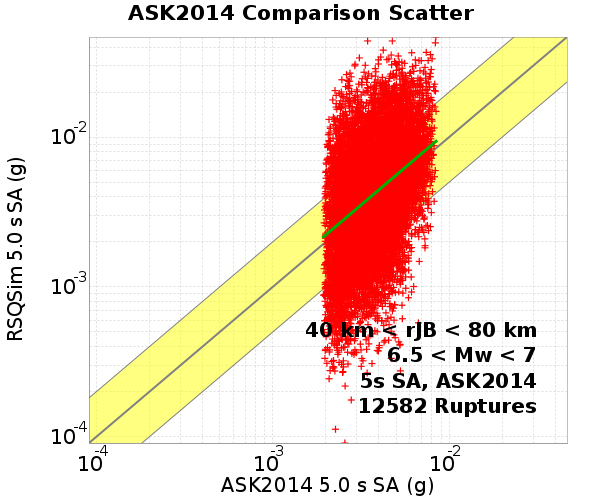 ASK2014 Comparison Scatter
RSQSim 5.0 s SA (g)
10-2
10-3
10-4
40 km < rJB < 80 km
6.5 < Mw < 7
5s SA, ASK2014
12582 Ruptures
10-4 10-3 10-2
ASK2014 5.0 s SA (g)